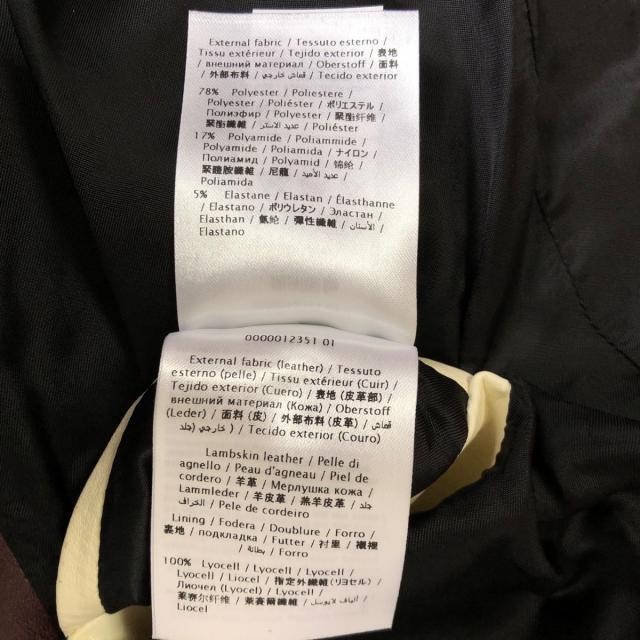 External fabric / Tessuto esterno /
Tissu extérieur / Tejido exterior / 表地
/ внешний материал / Oberstoff / 面料
/ 外部布料 / قماش خارجي / Tecido exterior
78% Polyester / Poliestere /
Polyester / Poliéster / ポリエステル /
Полиэфир / Polyester / 聚酯纤维 /
聚酯纖維 / عديد الاستر / Poliéster
17% Polyamide / Poliammide /
Polyamide / Poliamida / ナイロン /
Полиамид / Polyamid / 锦纶 /
聚醯胺纖維 / 尼龍 / عديد الأميد /
Poliamida
5% Elastane / Elastan / Élasthanne
/ Elastano / ポリウレタン / Эластан /
Elasthan / 氨纶 / 彈性纖維 / الأستان /
Elastano
0000012351 01
External fabric (leather) / Tessuto
esterno (pelle) / Tissu extérieur (Cuir) /
Tejido exterior (Cuero) / 表地 (皮革部) /
внешний материал (Кожа) / Oberstoff
(Leder) / 面料 (皮) / 外部布料 (皮革) / قماش
خارجي (جلد ) / Tecido exterior (Couro)
Lambskin leather / Pelle di
agnello / Peau d'agneau / Piel de
cordero / 羊革 / Мерлушка кожа /
Lammleder / 羊皮革 / 羔羊皮革 / جلد
الخراف / Pele de cordeiro
Lining / Fodera / Doublure / Forro /
裏地 / подкладка / Futter / 衬里 / 襯裡
/ بطانة / Forro
100% Lyocell / Lyocell / Lyocell /
Lyocell / Liocel / 指定外繊維(リヨセル) /
Лиочел (Lyocel) / Lyocell /
莱赛尔纤维 / 萊賽爾纖維 / ألياف لايوسل /
Liocel